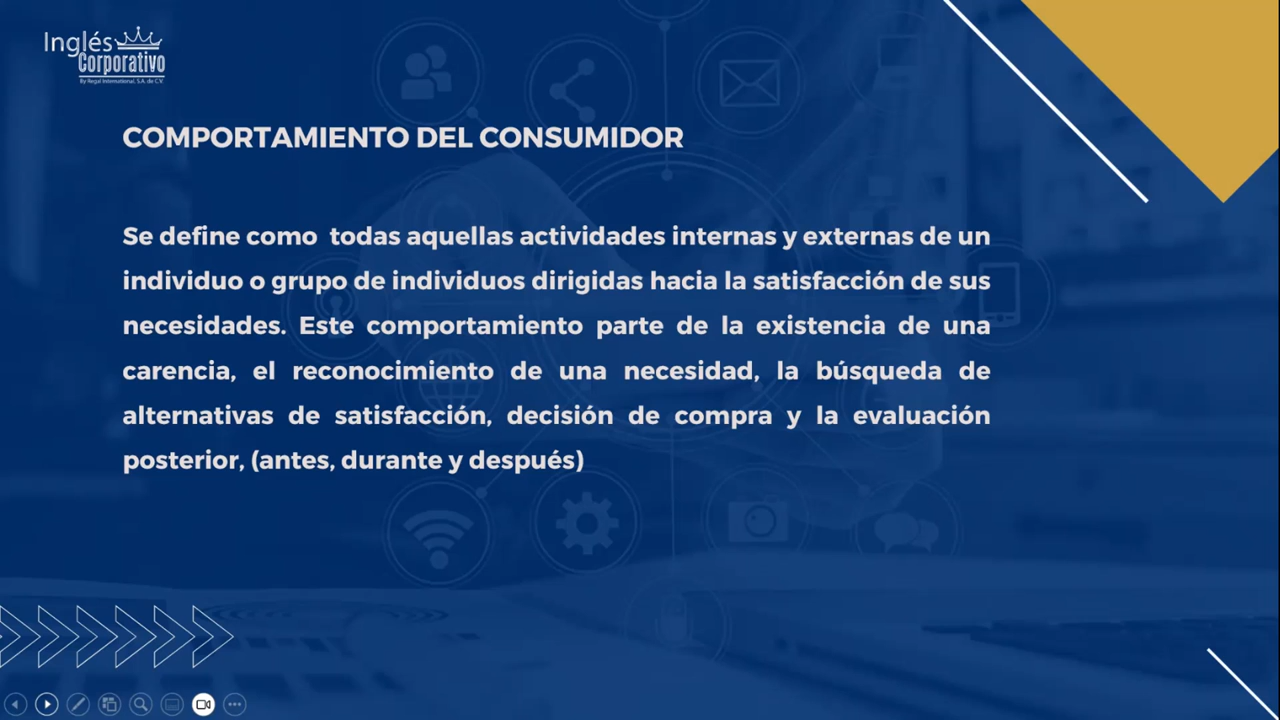 Inglés
Corporativo
By Regal International, S.A. de C.V.
COMPORTAMIENTO DEL CONSUMIDOR
Se define como todas aquellas actividades internas y externas de un
individuo o grupo de individuos dirigidas hacia la satisfacción de sus
necesidades. Este comportamiento parte de la existencia de una
carencia, el reconocimiento de una necesidad, la búsqueda de
alternativas de satisfacción, decisión de compra y la evaluación
posterior, (antes, durante y después)